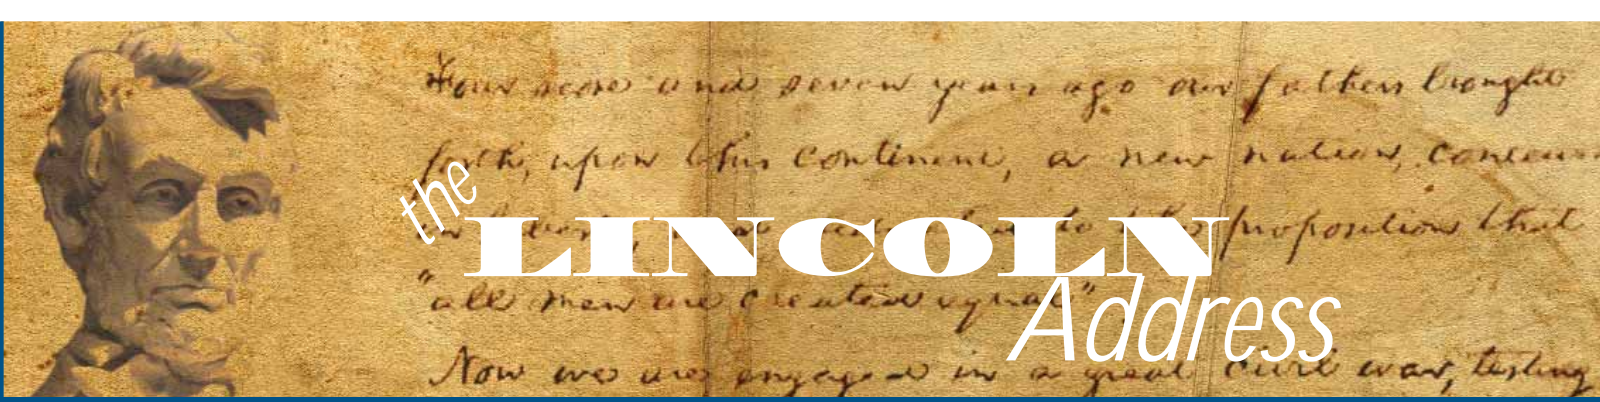 Four score and seven years ago our fathers brought
forth, upon this continent, a new nation, conceiv
the
proposition that
LINCOLN
"all men are created equal"
Address
Now we are engaged in a great civil war, testing